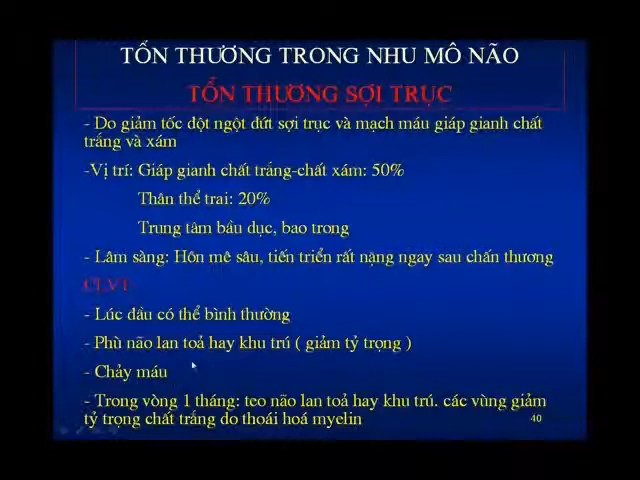 TỔN THƯƠNG TRONG NHU MÔ NÃO
TỔN THƯƠNG SỢI TRỤC
- Do giảm tốc đột ngột đứt sợi trục và mạch máu giáp gianh chất
trắng và xám
-Vị trí: Giáp gianh chất trắng-chất xám: 50%
Thân thể trai: 20%
Trung tâm bầu dục, bao trong
- Lâm sàng: Hôn mê sâu, tiến triển rất nặng ngay sau chấn thương
CLVT:
- Lúc đầu có thể bình thường
- Phù não lan toả hay khu trú ( giảm tỷ trọng )
- Chảy máu
- Trong vòng 1 tháng: teo não lan toả hay khu trú. các vùng giảm
tỷ trọng chất trắng do thoái hoá myelin
40